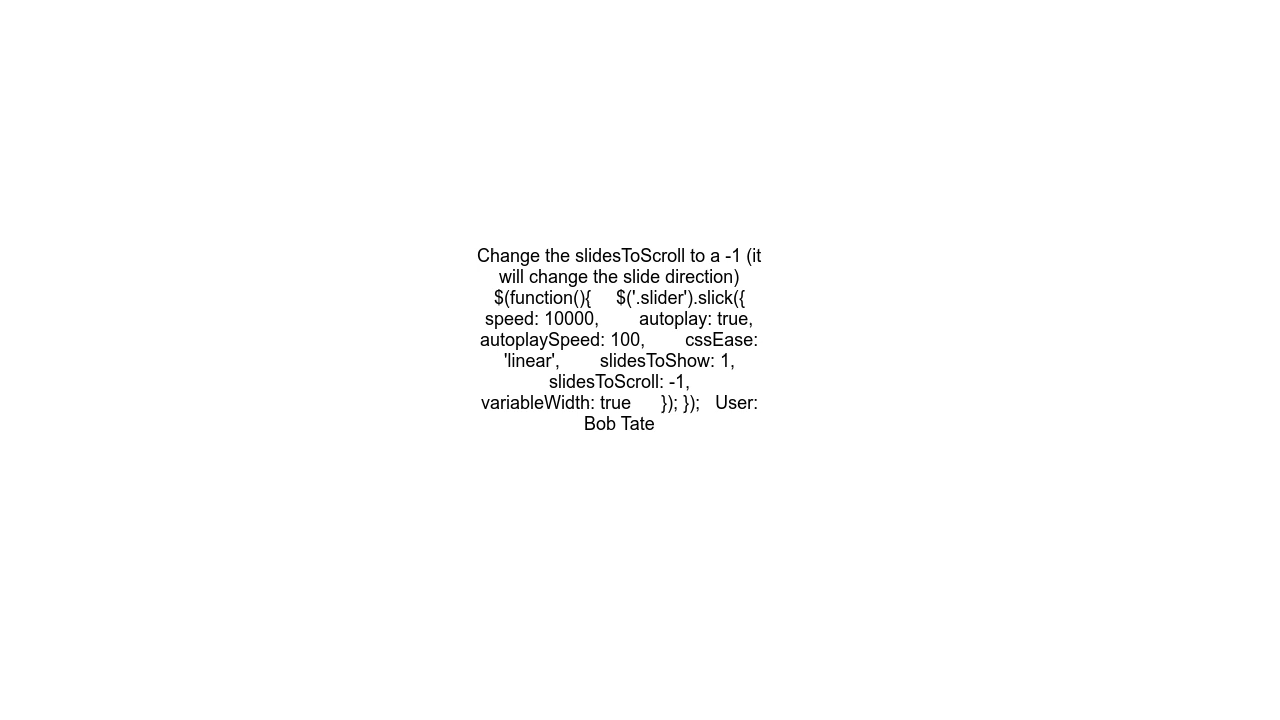 Change the slidesToScroll to a -1 (it
will change the slide direction)
$(function(){     $('.slider').slick({
speed: 10000,        autoplay: true,
autoplaySpeed: 100,        cssEase:
'linear',        slidesToShow: 1,
slidesToScroll: -1,
variableWidth: true      }); });   User:
Bob Tate